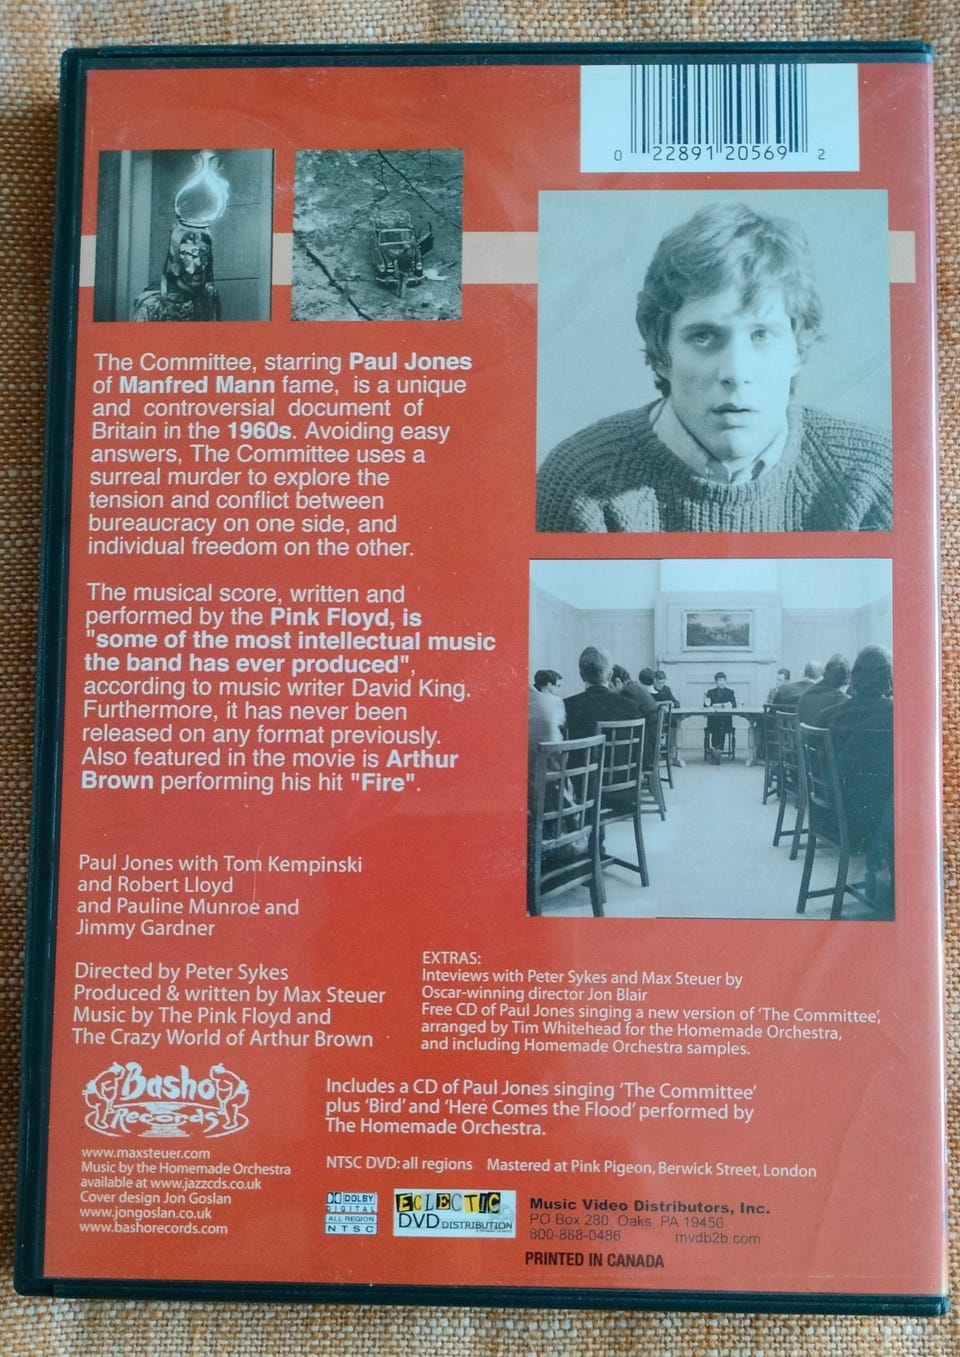 0 22891 20569 2
The Committee, starring Paul Jones
of Manfred Mann fame, is a unique
and controversial document of
Britain in the 1960s. Avoiding easy
answers, The Committee uses a
surreal murder to explore the
tension and conflict between
bureaucracy on one side, and
individual freedom on the other.
The musical score, written and
performed by the Pink Floyd, is
"some of the most intellectual music
the band has ever produced",
according to music writer David King.
Furthermore, it has never been
released on any format previously.
Also featured in the movie is Arthur
Brown performing his hit "Fire".
Paul Jones with Tom Kempinski
and Robert Lloyd
and Pauline Munroe and
Jimmy Gardner
Directed by Peter Sykes
Produced & written by Max Steuer
Music by The Pink Floyd and
The Crazy World of Arthur Brown
EXTRAS:
Inteviews with Peter Sykes and Max Steuer by
Oscar-winning director Jon Blair
Free CD of Paul Jones singing a new version of 'The Committee',
arranged by Tim Whitehead for the Homemade Orchestra,
and including Homemade Orchestra samples.
Basho
Records
Includes a CD of Paul Jones singing 'The Committee'
plus 'Bird' and 'Here Comes the Flood' performed by
The Homemade Orchestra.
www.maxsteuer.com
Music by the Homemade Orchestra
available at www.jazzcds.co.uk
Cover design Jon Goslan
www.jongoslan.co.uk
www.bashorecords.com
NTSC DVD: all regions Mastered at Pink Pigeon, Berwick Street, London
DOLBY
DIGITAL
ALL REGION
NTSC
ECLECTIC
DVD DISTRIBUTION
Music Video Distributors, Inc.
PO Box 280, Oaks, PA 19456
800-888-0486 mvdb2b.com
PRINTED IN CANADA